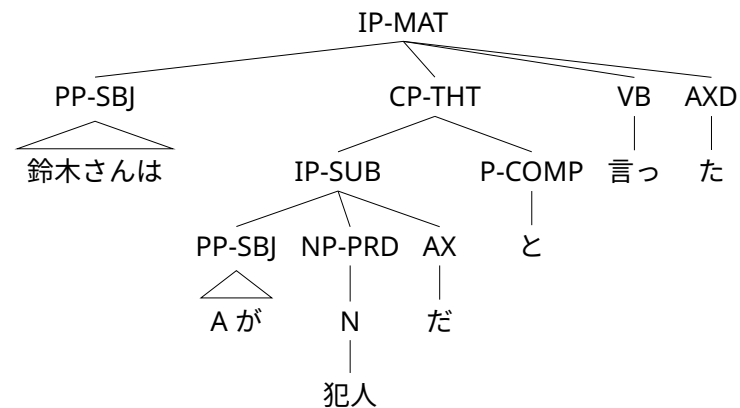 IP-MAT
PP-SBJ CP-THT VB AXD
鈴木さんは IP-SUB P-COMP 言っ た
PP-SBJ NP-PRD AX と
A が N だ
犯人